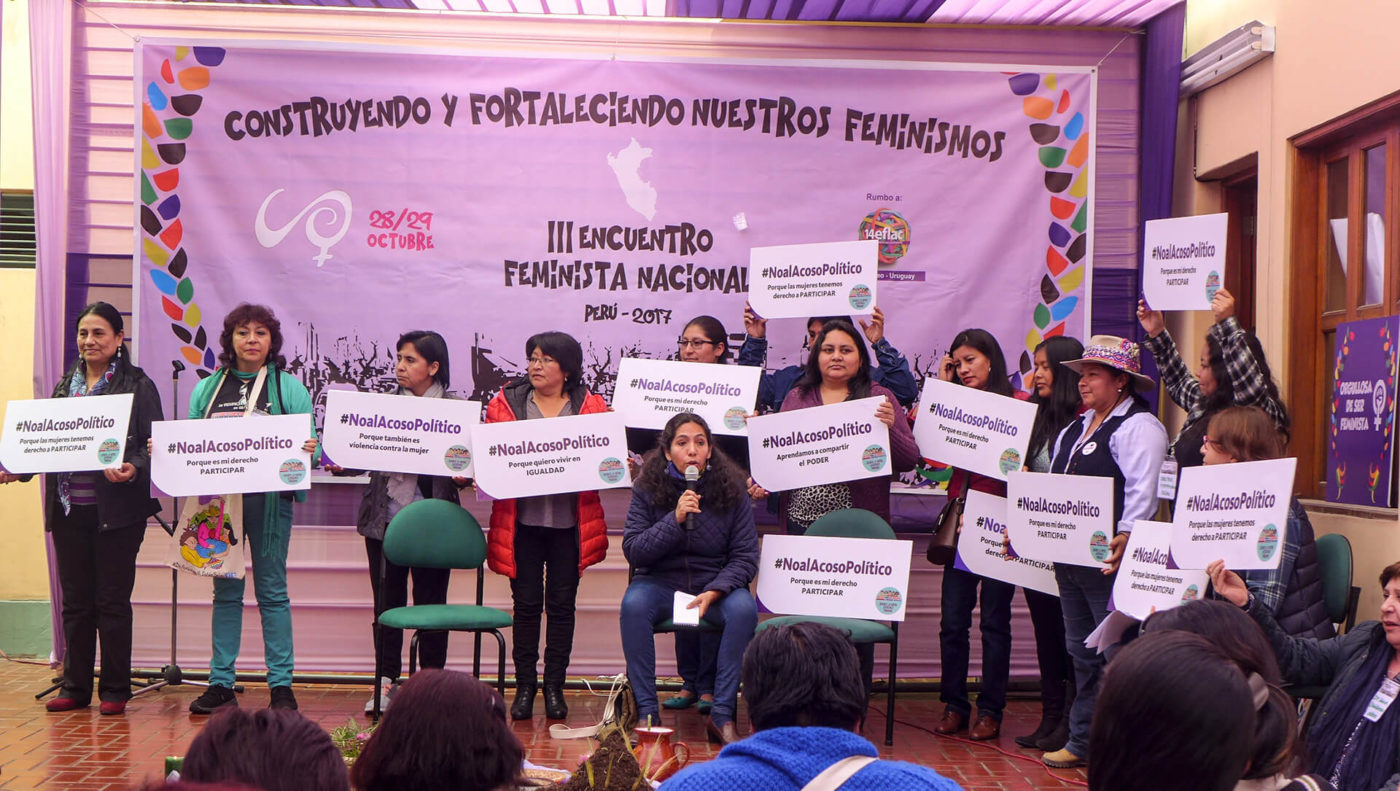 CONSTRUYENDO Y FORTALECIENDO NUESTROS FEMINISMOS
28/29
OCTUBRE
III ENCUENTRO
FEMINISTA NACIONAL
PERÚ - 2017
Rumbo a:
14eflac
- Uruguay
#NoalAcosoPolítico
Porque las mujeres tenemos
derecho a PARTICIPAR
#NoalAcosoPolítico
Porque es mi derecho
PARTICIPAR
#NoalAcosoPolítico
Porque las mujeres tenemos
derecho a PARTICIPAR
#NoalAcosoPolítico
Porque es mi derecho
PARTICIPAR
#NoalAcosoPolítico
Porque también es
violencia contra la mujer
#NoalAcosoPolítico
Porque quiero vivir en
IGUALDAD
#NoalAcosoPolítico
Porque es mi derecho
PARTICIPAR
#NoalAcosoPolítico
Aprendamos a compartir
el PODER
#NoalAcosoPolítico
Porque es mi derecho
PARTICIPAR
#NoalAcosoPolítico
Porque es mi derecho
PARTICIPAR
#NoalAcosoPolítico
Porque es mi derecho
PARTICIPAR
#NoalAcosoPolítico
Porque las mujeres tenemos
derecho a PARTICIPAR
ORGULLOSA
DE SER
FEMINISTA